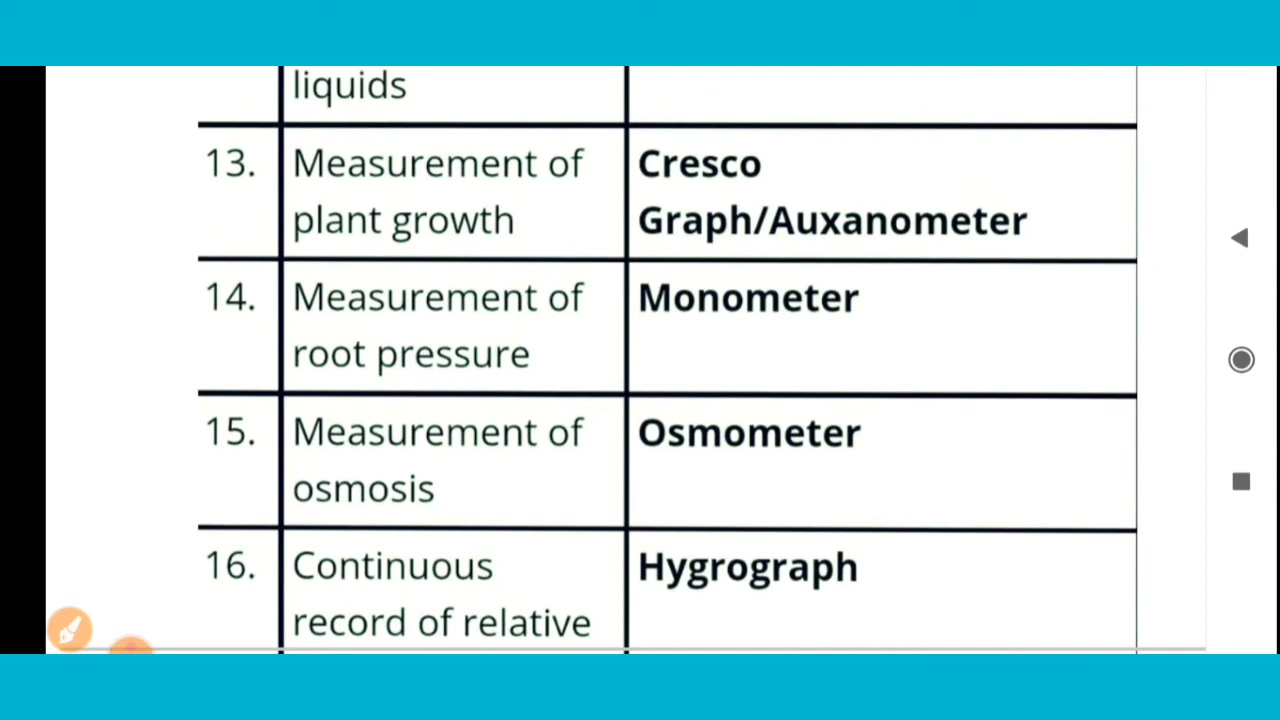 liquids
13. Measurement of plant growth Cresco Graph/Auxanometer
14. Measurement of root pressure Monometer
15. Measurement of osmosis Osmometer
16. Continuous record of relative Hygrograph